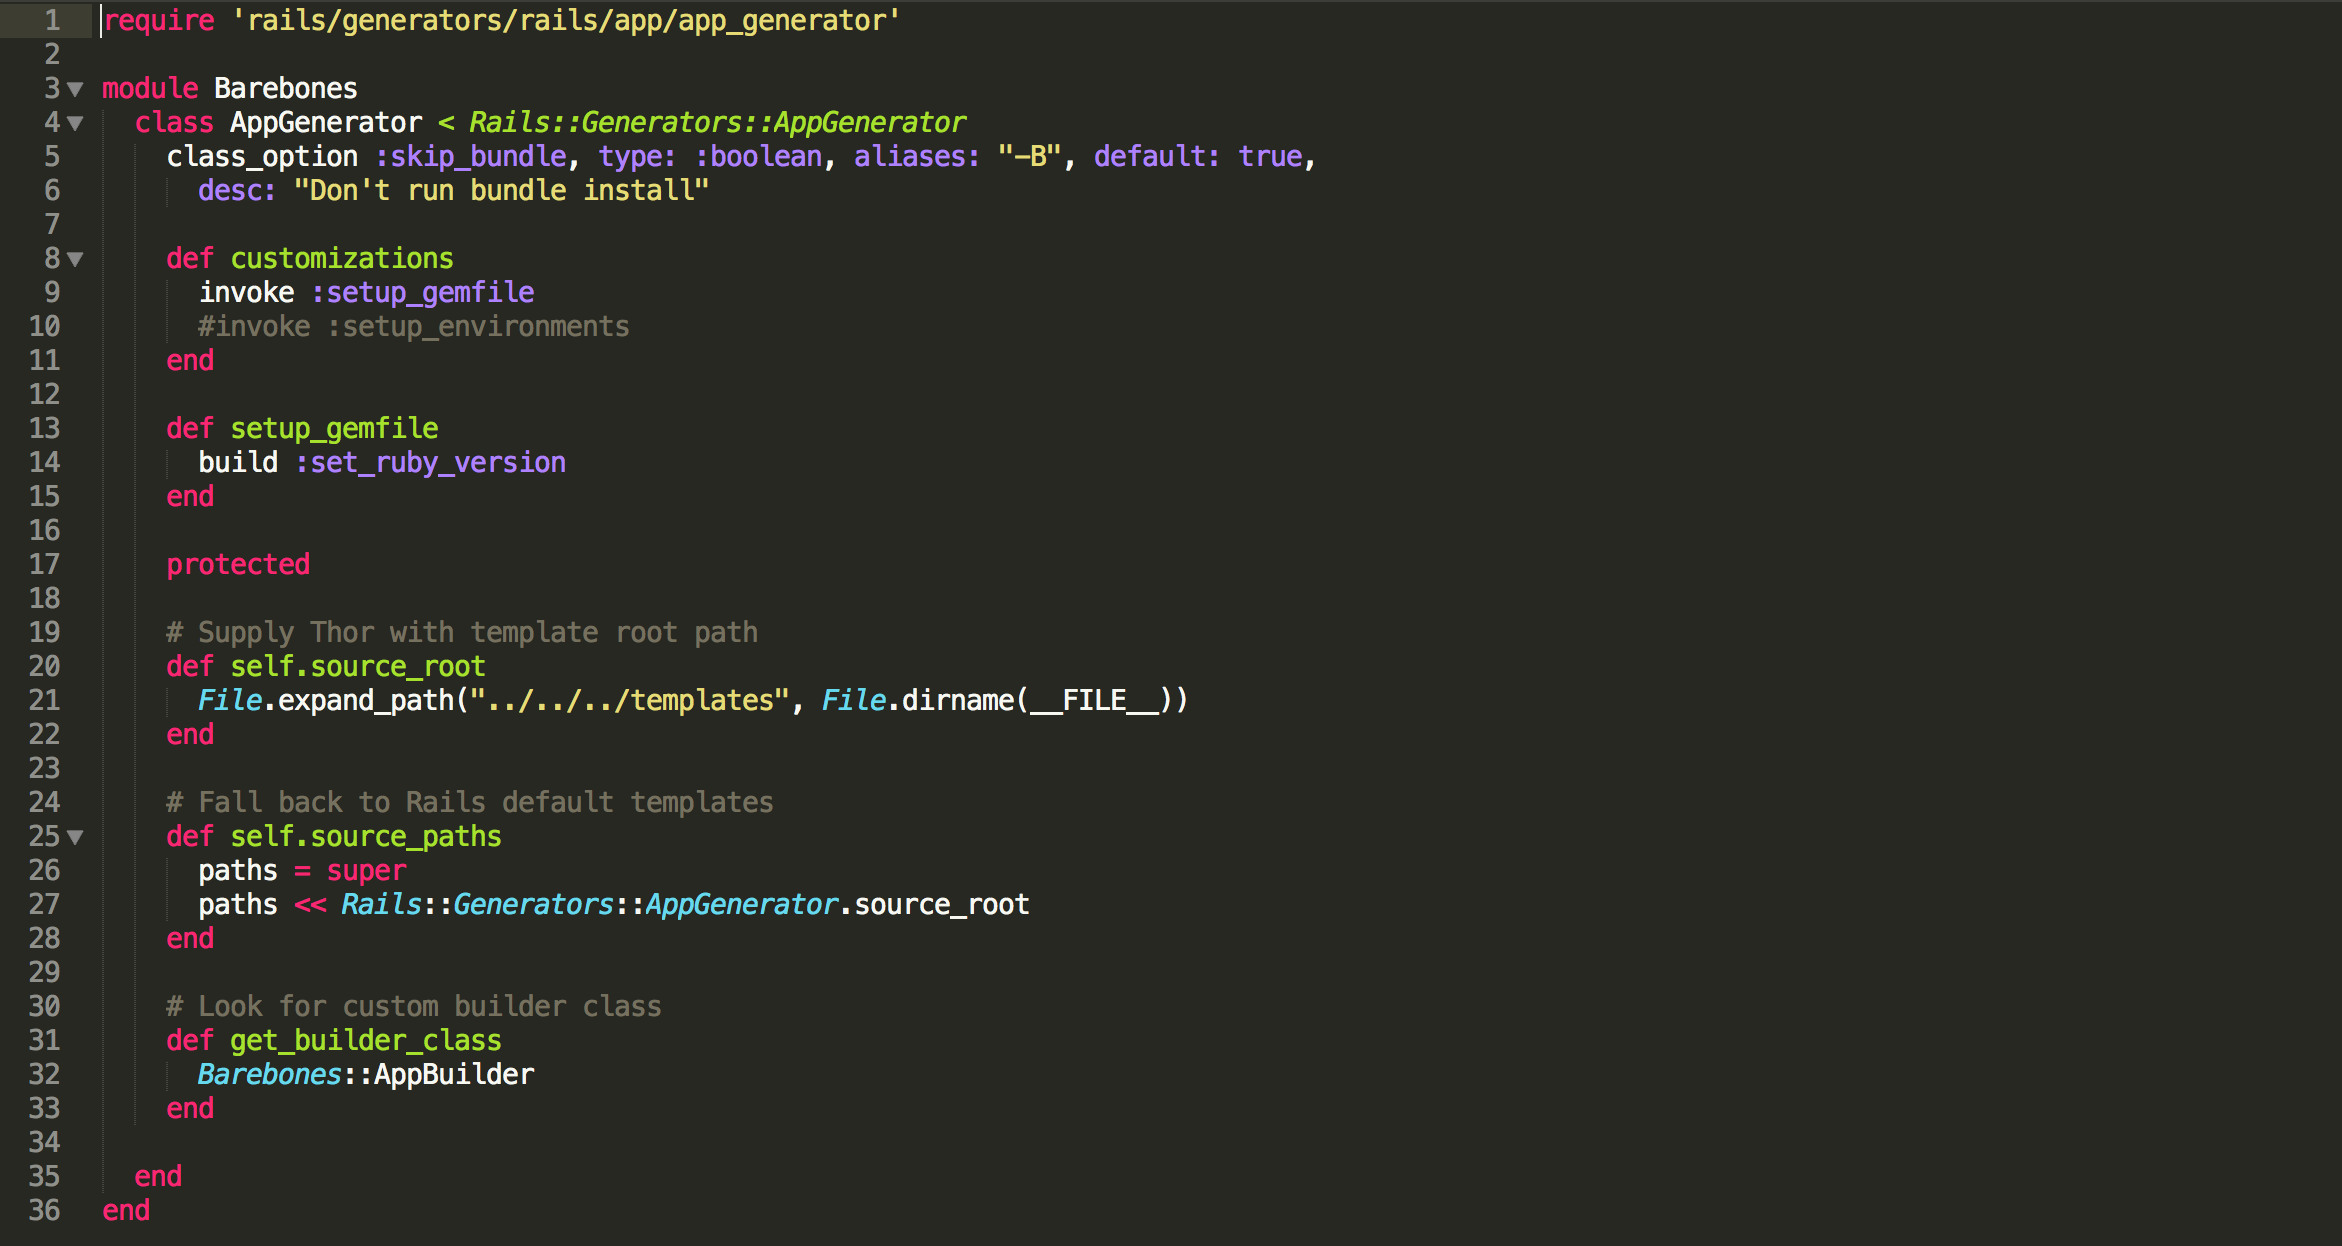 1 require 'rails/generators/rails/app/app_generator'
2
3 module Barebones
4   class AppGenerator < Rails::Generators::AppGenerator
5     class_option :skip_bundle, type: :boolean, aliases: "-B", default: true,
6       desc: "Don't run bundle install"
7
8     def customizations
9       invoke :setup_gemfile
10       #invoke :setup_environments
11     end
12
13     def setup_gemfile
14       build :set_ruby_version
15     end
16
17     protected
18
19     # Supply Thor with template root path
20     def self.source_root
21       File.expand_path("../../../templates", File.dirname(__FILE__))
22     end
23
24     # Fall back to Rails default templates
25     def self.source_paths
26       paths = super
27       paths << Rails::Generators::AppGenerator.source_root
28     end
29
30     # Look for custom builder class
31     def get_builder_class
32       Barebones::AppBuilder
33     end
34
35   end
36 end